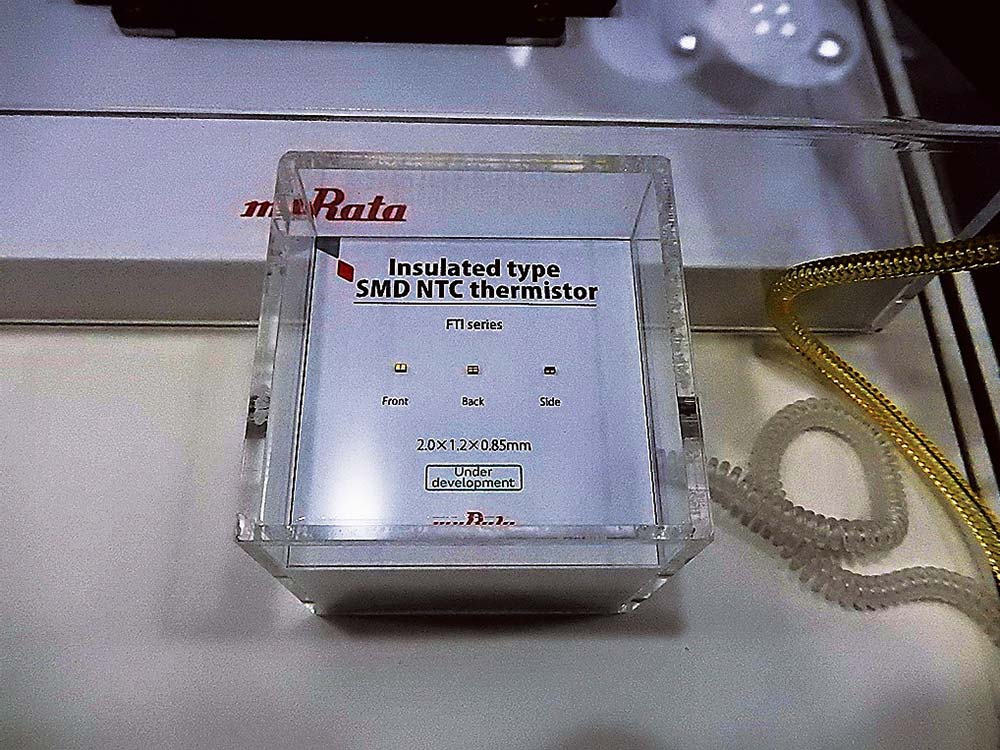 muRata
Insulated type
SMD NTC thermistor
FTI series
Front Back Side
2.0×1.2×0.85mm
Under
development
muRata